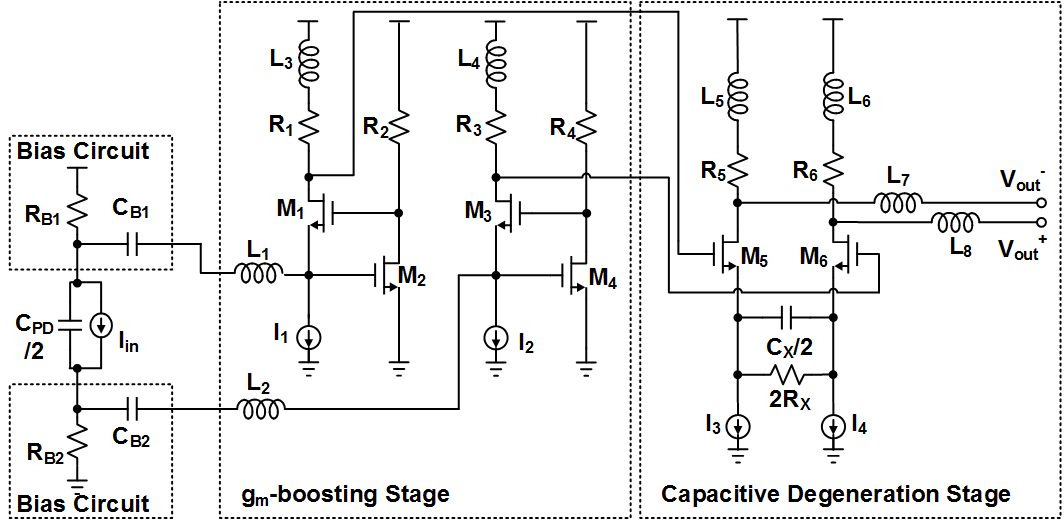 Bias Circuit
RB1
CB1
CPD
/2
Iin
CB2
RB2
Bias Circuit
L3
R1
R2
M1
L1
M2
I1
L2
L4
R3
R4
M3
M4
I2
gm-boosting Stage
L5
L6
R5
R6
L7
Vout-
L8
Vout+
M5
M6
CX/2
2RX
I3
I4
Capacitive Degeneration Stage